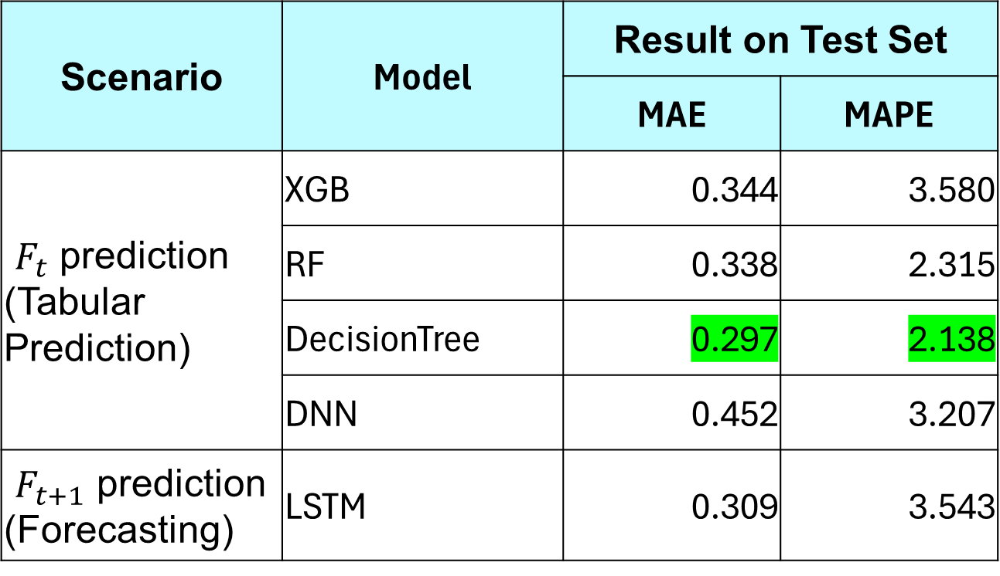 Scenario
Model
Result on Test Set
MAE
MAPE
F_t prediction
(Tabular
Prediction)
XGB
0.344
3.580
RF
0.338
2.315
DecisionTree
0.297
2.138
DNN
0.452
3.207
F_{t+1} prediction
(Forecasting)
LSTM
0.309
3.543